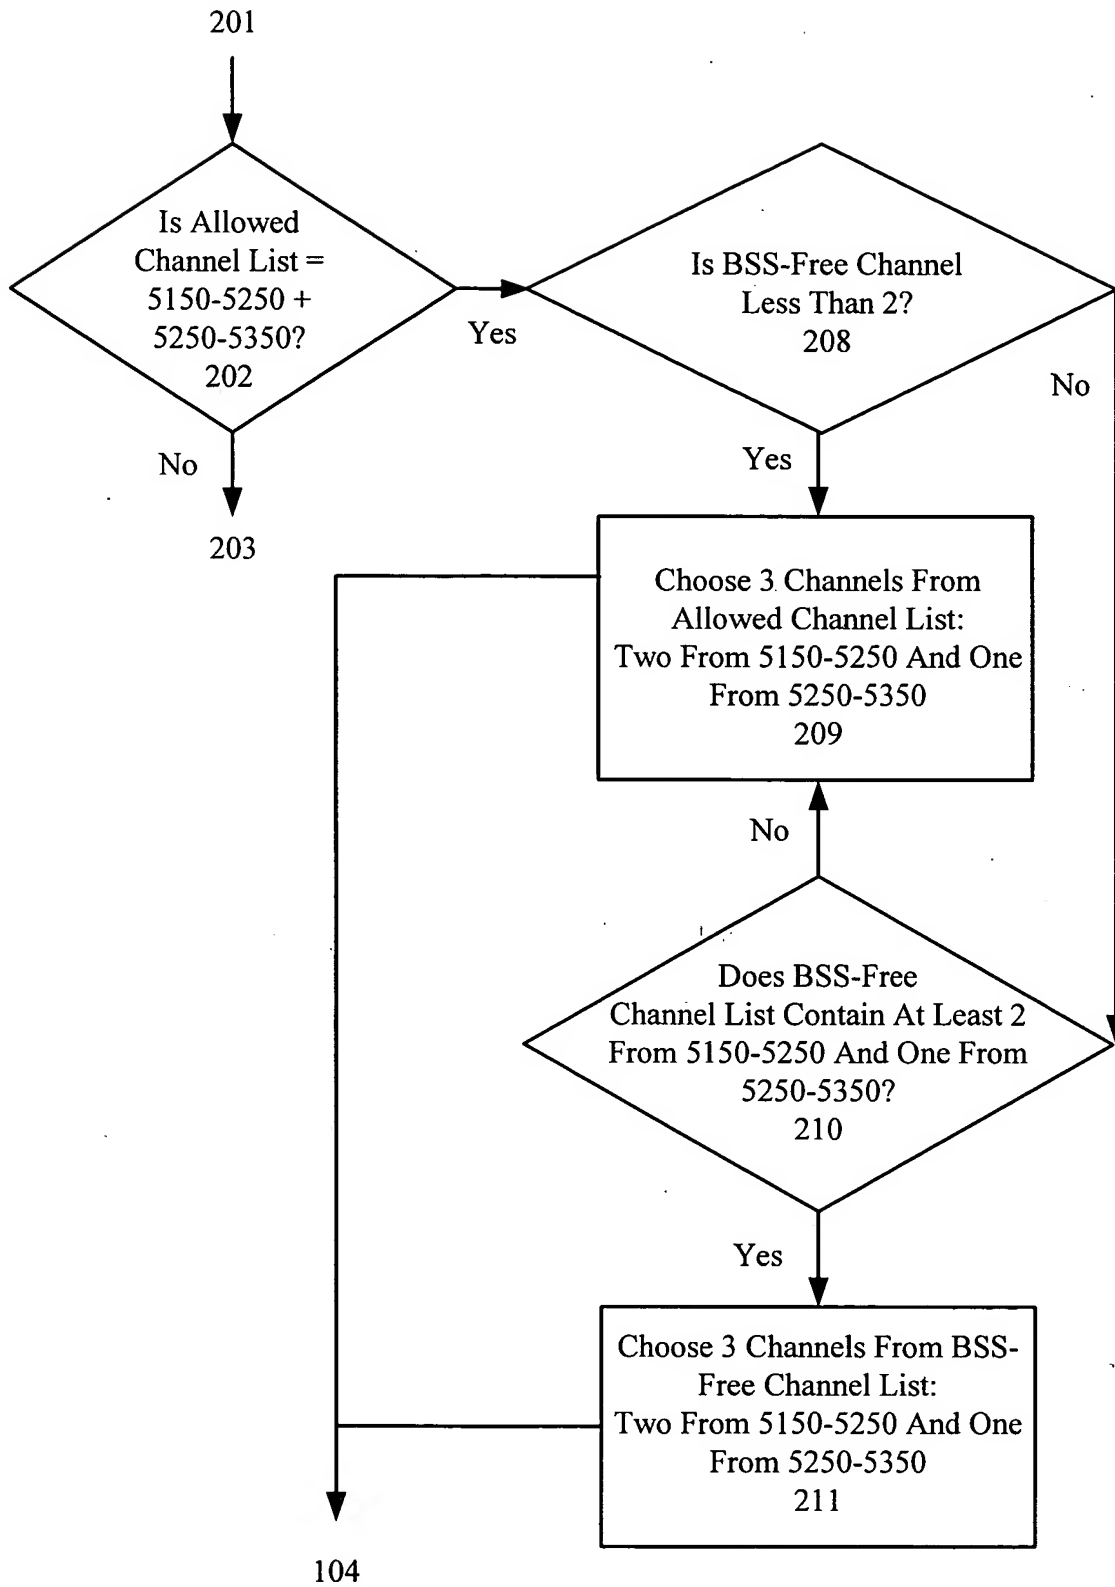 201
Is Allowed
Channel List =
5150-5250 +
5250-5350?
202
Yes
No
203
Is BSS-Free Channel
Less Than 2?
208
No
Yes
Choose 3 Channels From
Allowed Channel List:
Two From 5150-5250 And One
From 5250-5350
209
No
Does BSS-Free
Channel List Contain At Least 2
From 5150-5250 And One From
5250-5350?
210
Yes
Choose 3 Channels From BSS-
Free Channel List:
Two From 5150-5250 And One
From 5250-5350
211
104